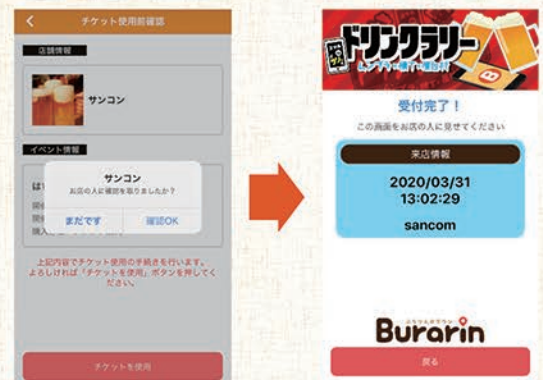 チケット使用前確認
店舗情報
サンコン
イベント情報
サンコン
お店の人に確認を取りましたか？
まだです
確認OK
上記内容でチケット使用の手続きを行います。
よろしければ「チケットを使用」ボタンを押してく
ださい。
チケットを使用
ドリンクラリー
受付完了！
この画面をお店の人に見せてください
来店情報
2020/03/31
13:02:29
sancom
Burarin
戻る